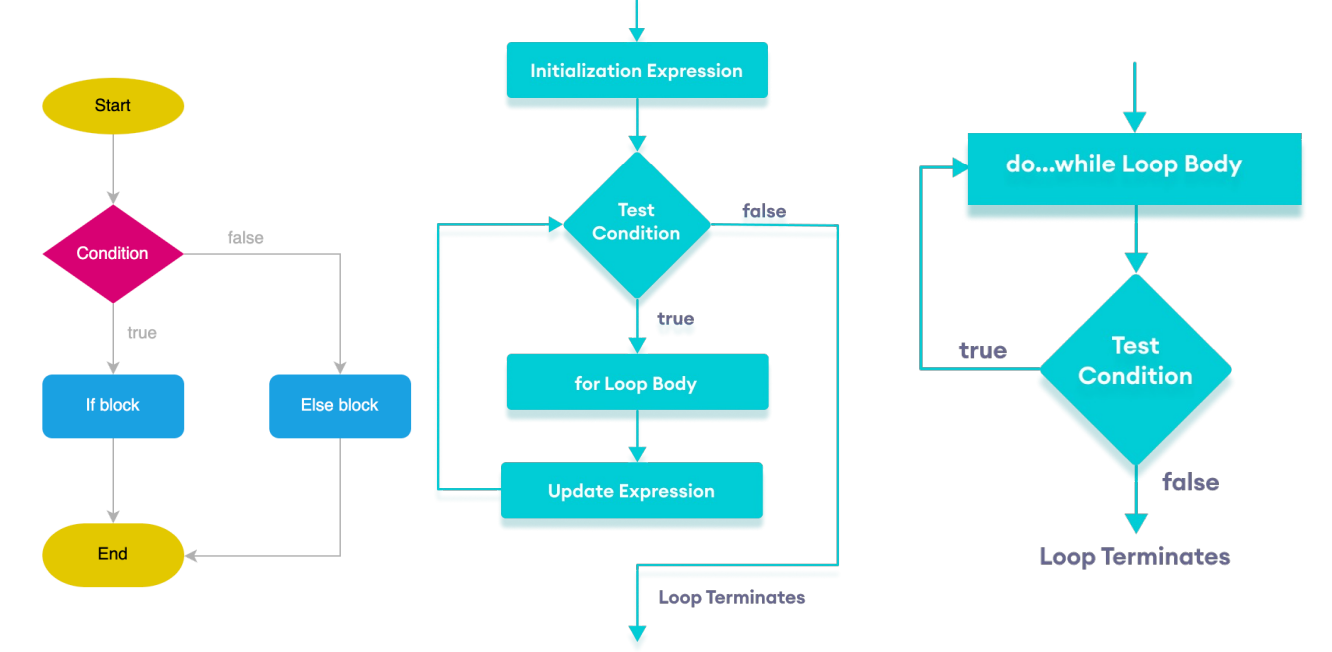 Start
Condition
false
true
If block
Else block
End
Initialization Expression
Test
Condition
false
true
for Loop Body
Update Expression
Loop Terminates
do...while Loop Body
Test
Condition
true
false
Loop Terminates